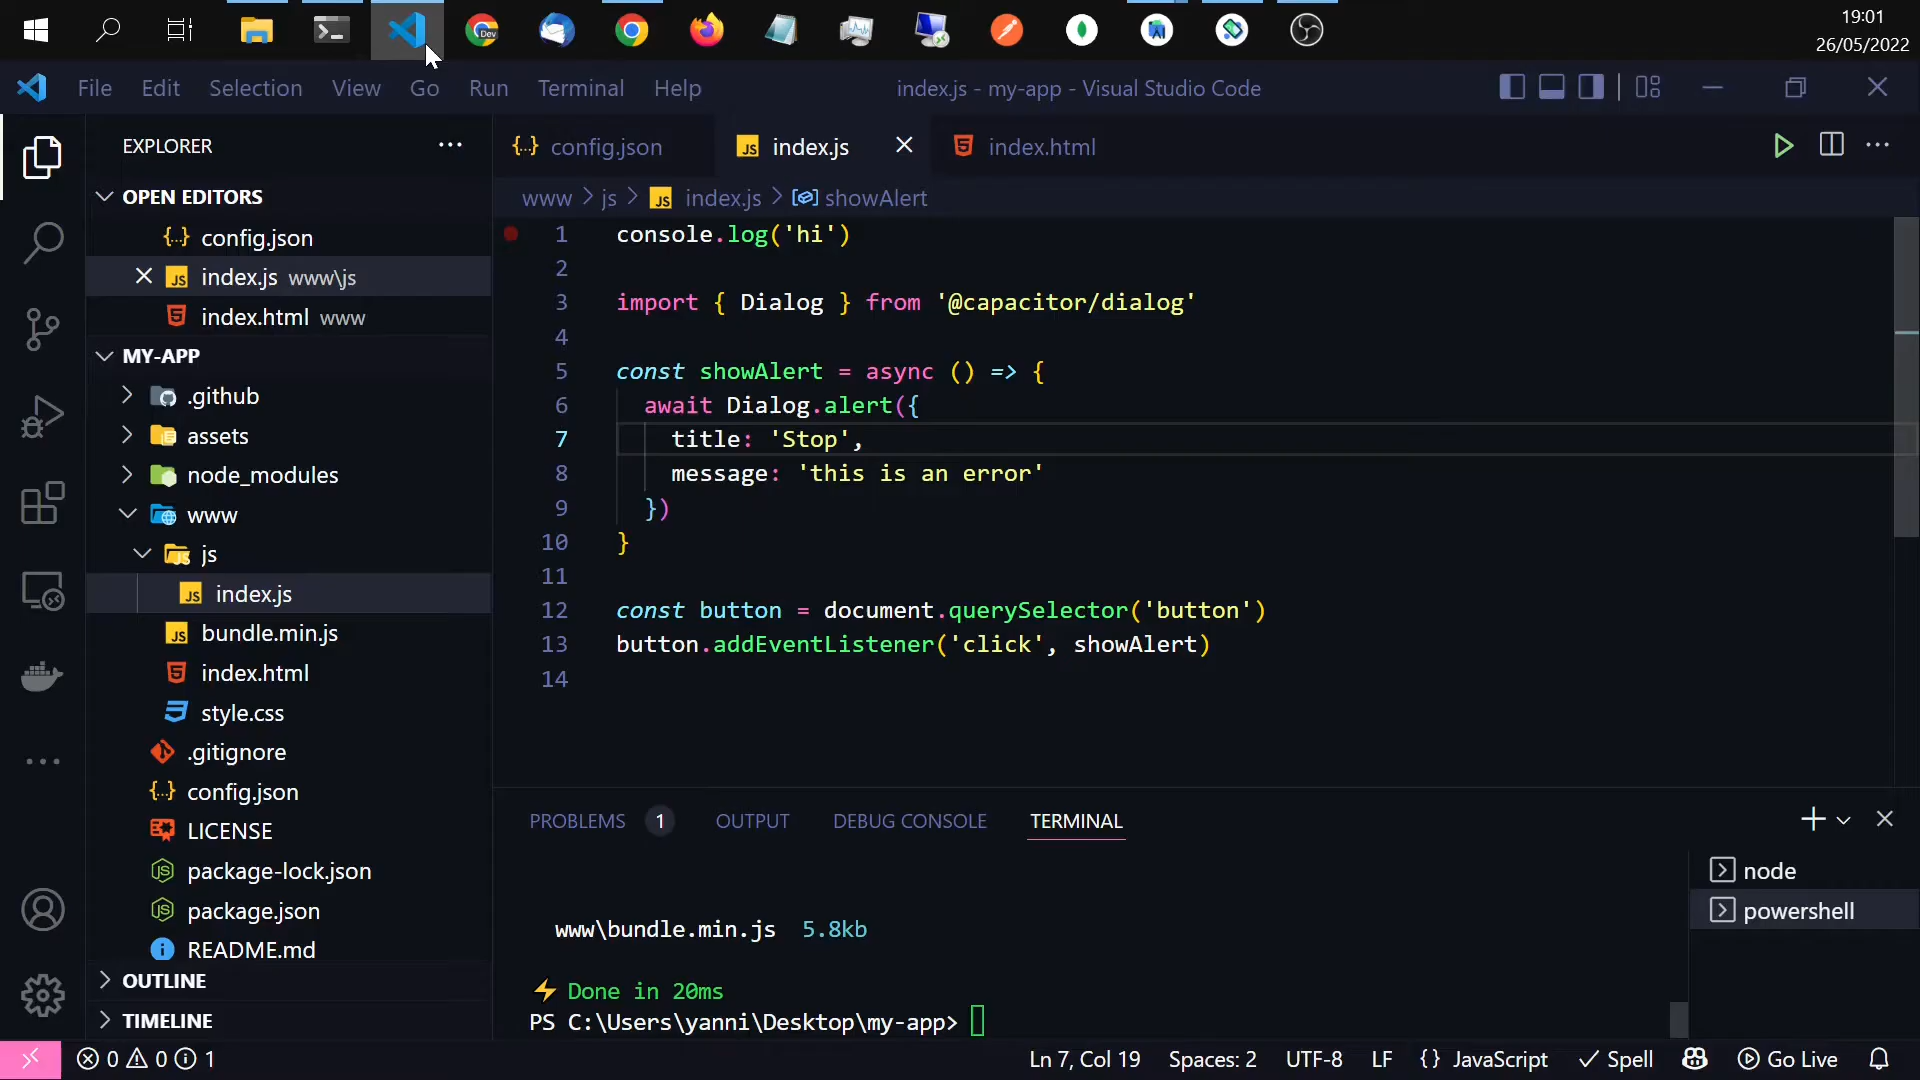 19:01
26/05/2022
Dev
File Edit Selection View Go Run Terminal Help
index.js - my-app - Visual Studio Code
EXPLORER
OPEN EDITORS
{..} config.json
JS index.js www\js
index.html www
MY-APP
.github
assets
node_modules
www
js
JS index.js
JS bundle.min.js
index.html
style.css
.gitignore
{..} config.json
LICENSE
package-lock.json
package.json
README.md
OUTLINE
TIMELINE
{..} config.json
JS index.js
index.html
www > js > JS index.js > showAlert
1 console.log('hi')
2
3 import { Dialog } from '@capacitor/dialog'
4
5 const showAlert = async () => {
6 await Dialog.alert({
7 title: 'Stop',
8 message: 'this is an error'
9 })
10 }
11
12 const button = document.querySelector('button')
13 button.addEventListener('click', showAlert)
14
PROBLEMS 1 OUTPUT DEBUG CONSOLE TERMINAL
www\bundle.min.js 5.8kb
⚡ Done in 20ms
PS C:\Users\yanni\Desktop\my-app>
node
powershell
0 0 1
Ln 7, Col 19 Spaces: 2 UTF-8 LF {} JavaScript ✓ Spell Go Live